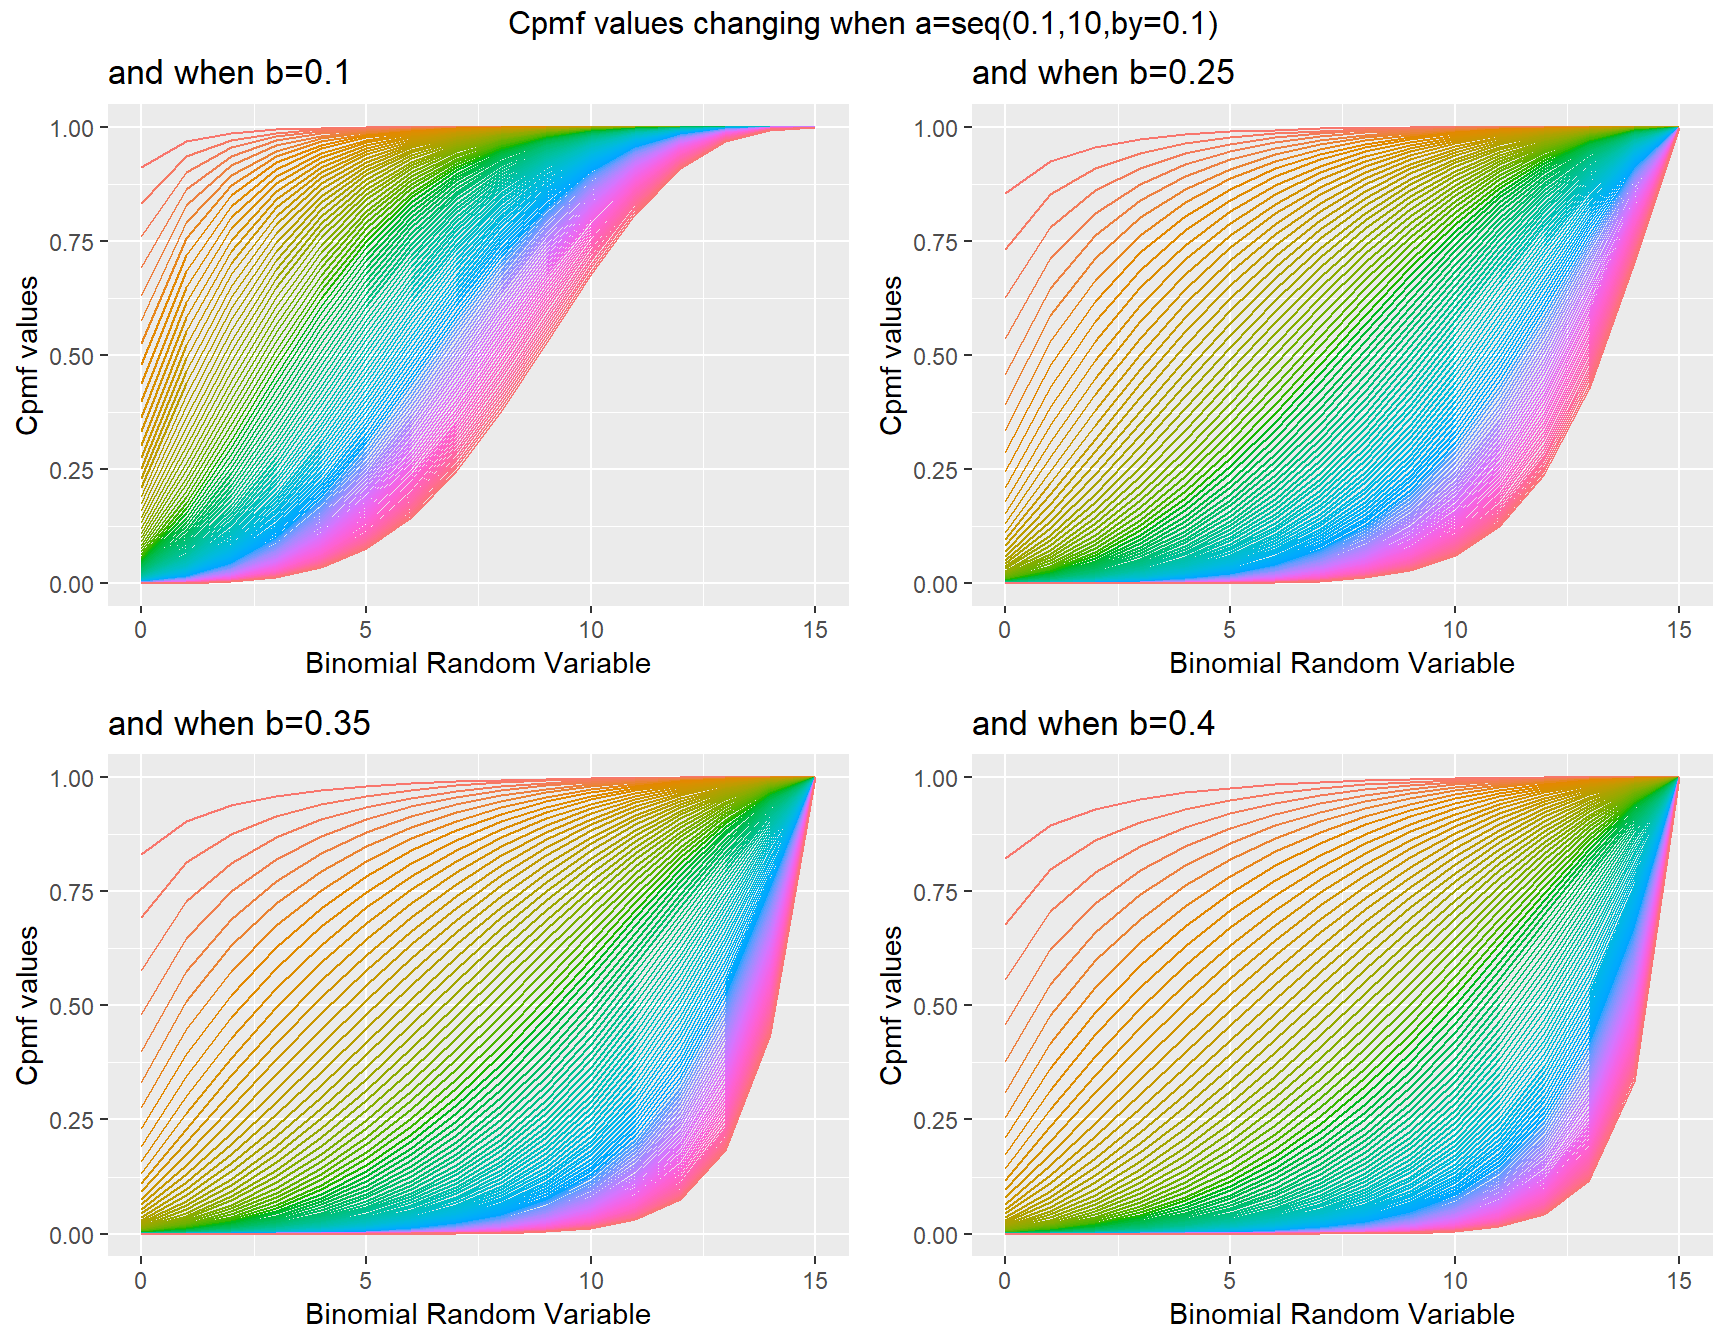 Cpmf values changing when a=seq(0.1,10,by=0.1)
and when b=0.1
1.00
0.75
0.50
0.25
0.00
Cpmf values
0 5 10 15
Binomial Random Variable
and when b=0.25
1.00
0.75
0.50
0.25
0.00
Cpmf values
0 5 10 15
Binomial Random Variable
and when b=0.35
1.00
0.75
0.50
0.25
0.00
Cpmf values
0 5 10 15
Binomial Random Variable
and when b=0.4
1.00
0.75
0.50
0.25
0.00
Cpmf values
0 5 10 15
Binomial Random Variable